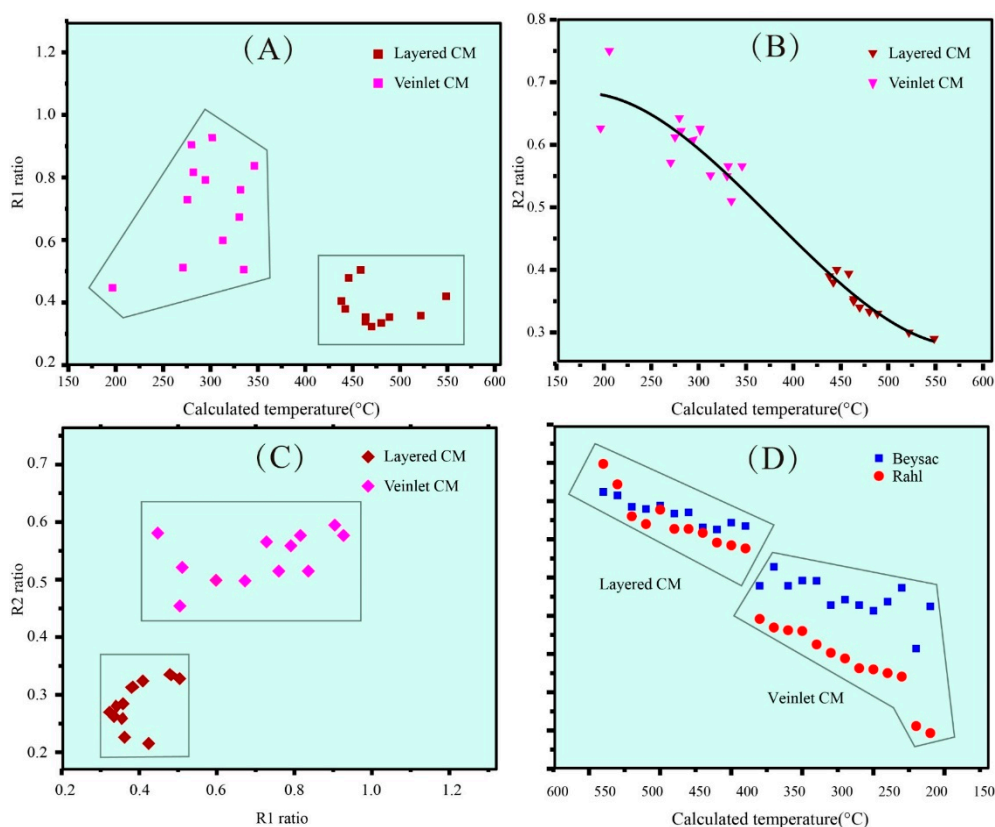 (A)
Layered CM
Veinlet CM
1.2
1.0
0.8
0.6
0.4
0.2
R1 ratio
150 200 250 300 350 400 450 500 550 600
Calculated temperature(°C)
(B)
Layered CM
Veinlet CM
0.8
0.7
0.6
0.5
0.4
0.3
R2 ratio
150 200 250 300 350 400 450 500 550 600
Calculated temperature(°C)
(C)
Layered CM
Veinlet CM
0.7
0.6
0.5
0.4
0.3
0.2
R2 ratio
0.2 0.4 0.6 0.8 1.0 1.2
R1 ratio
(D)
Beysac
Rahl
Layered CM
Veinlet CM
600 550 500 450 400 380 350 300 250 200 150
Calculated temperature(°C)